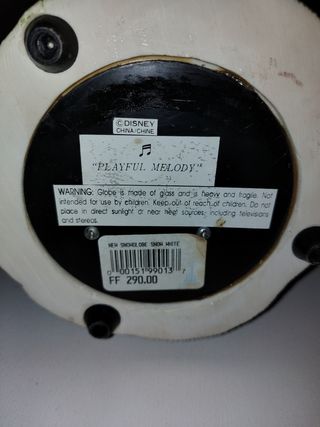 © DISNEY
CHINA/CHINE
"PLAYFUL MELODY"
WARNING: Globe is made of glass and is heavy and fragile. Not
intended for use by children. Keep out of reach of children. Do not
place in direct sunlight or near heat sources, including televisions
and stereos.
NEW SNOWGLOBE SNOW WHITE
0 00151 99013 7
FF 290.00